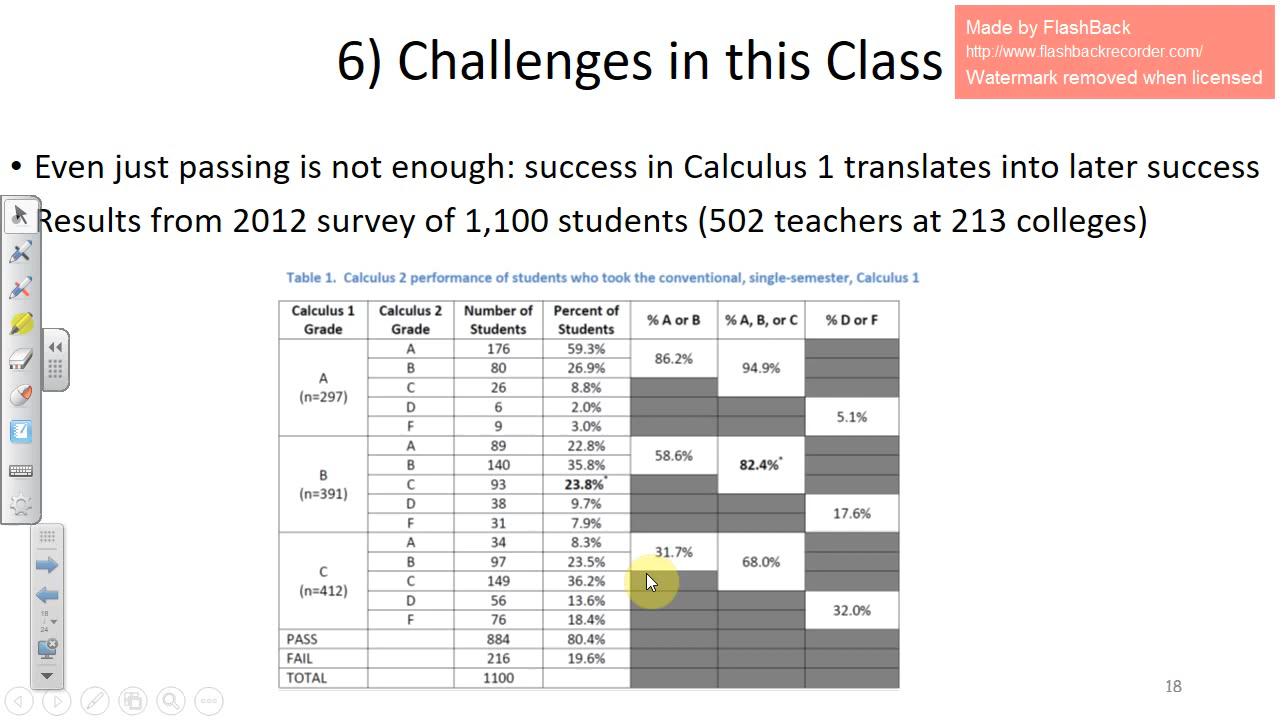 6) Challenges in this Class
Made by FlashBack
http://www.flashbackrecorder.com/
Watermark removed when licensed
• Even just passing is not enough: success in Calculus 1 translates into later success
Results from 2012 survey of 1,100 students (502 teachers at 213 colleges)
Table 1. Calculus 2 performance of students who took the conventional, single-semester, Calculus 1
Calculus 1 Grade Calculus 2 Grade Number of Students Percent of Students % A or B % A, B, or C % D or F
A (n=297) A 176 59.3% 86.2% 94.9%
B 80 26.9%
C 26 8.8%
D 6 2.0% 5.1%
F 9 3.0%
B (n=391) A 89 22.8% 58.6% 82.4%*
B 140 35.8%
C 93 23.8%*
D 38 9.7% 17.6%
F 31 7.9%
C (n=412) A 34 8.3% 31.7% 68.0%
B 97 23.5%
C 149 36.2%
D 56 13.6% 32.0%
F 76 18.4%
PASS 884 80.4%
FAIL 216 19.6%
TOTAL 1100
18
24
18